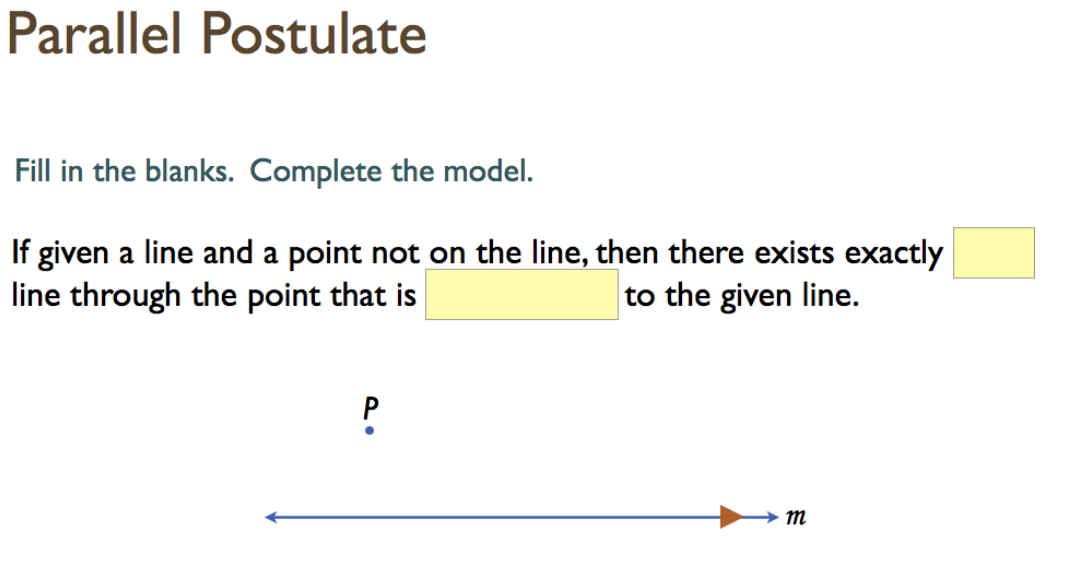 Parallel Postulate
Fill in the blanks. Complete the model.
If given a line and a point not on the line, then there exists exactly
line through the point that is to the given line.
P
m